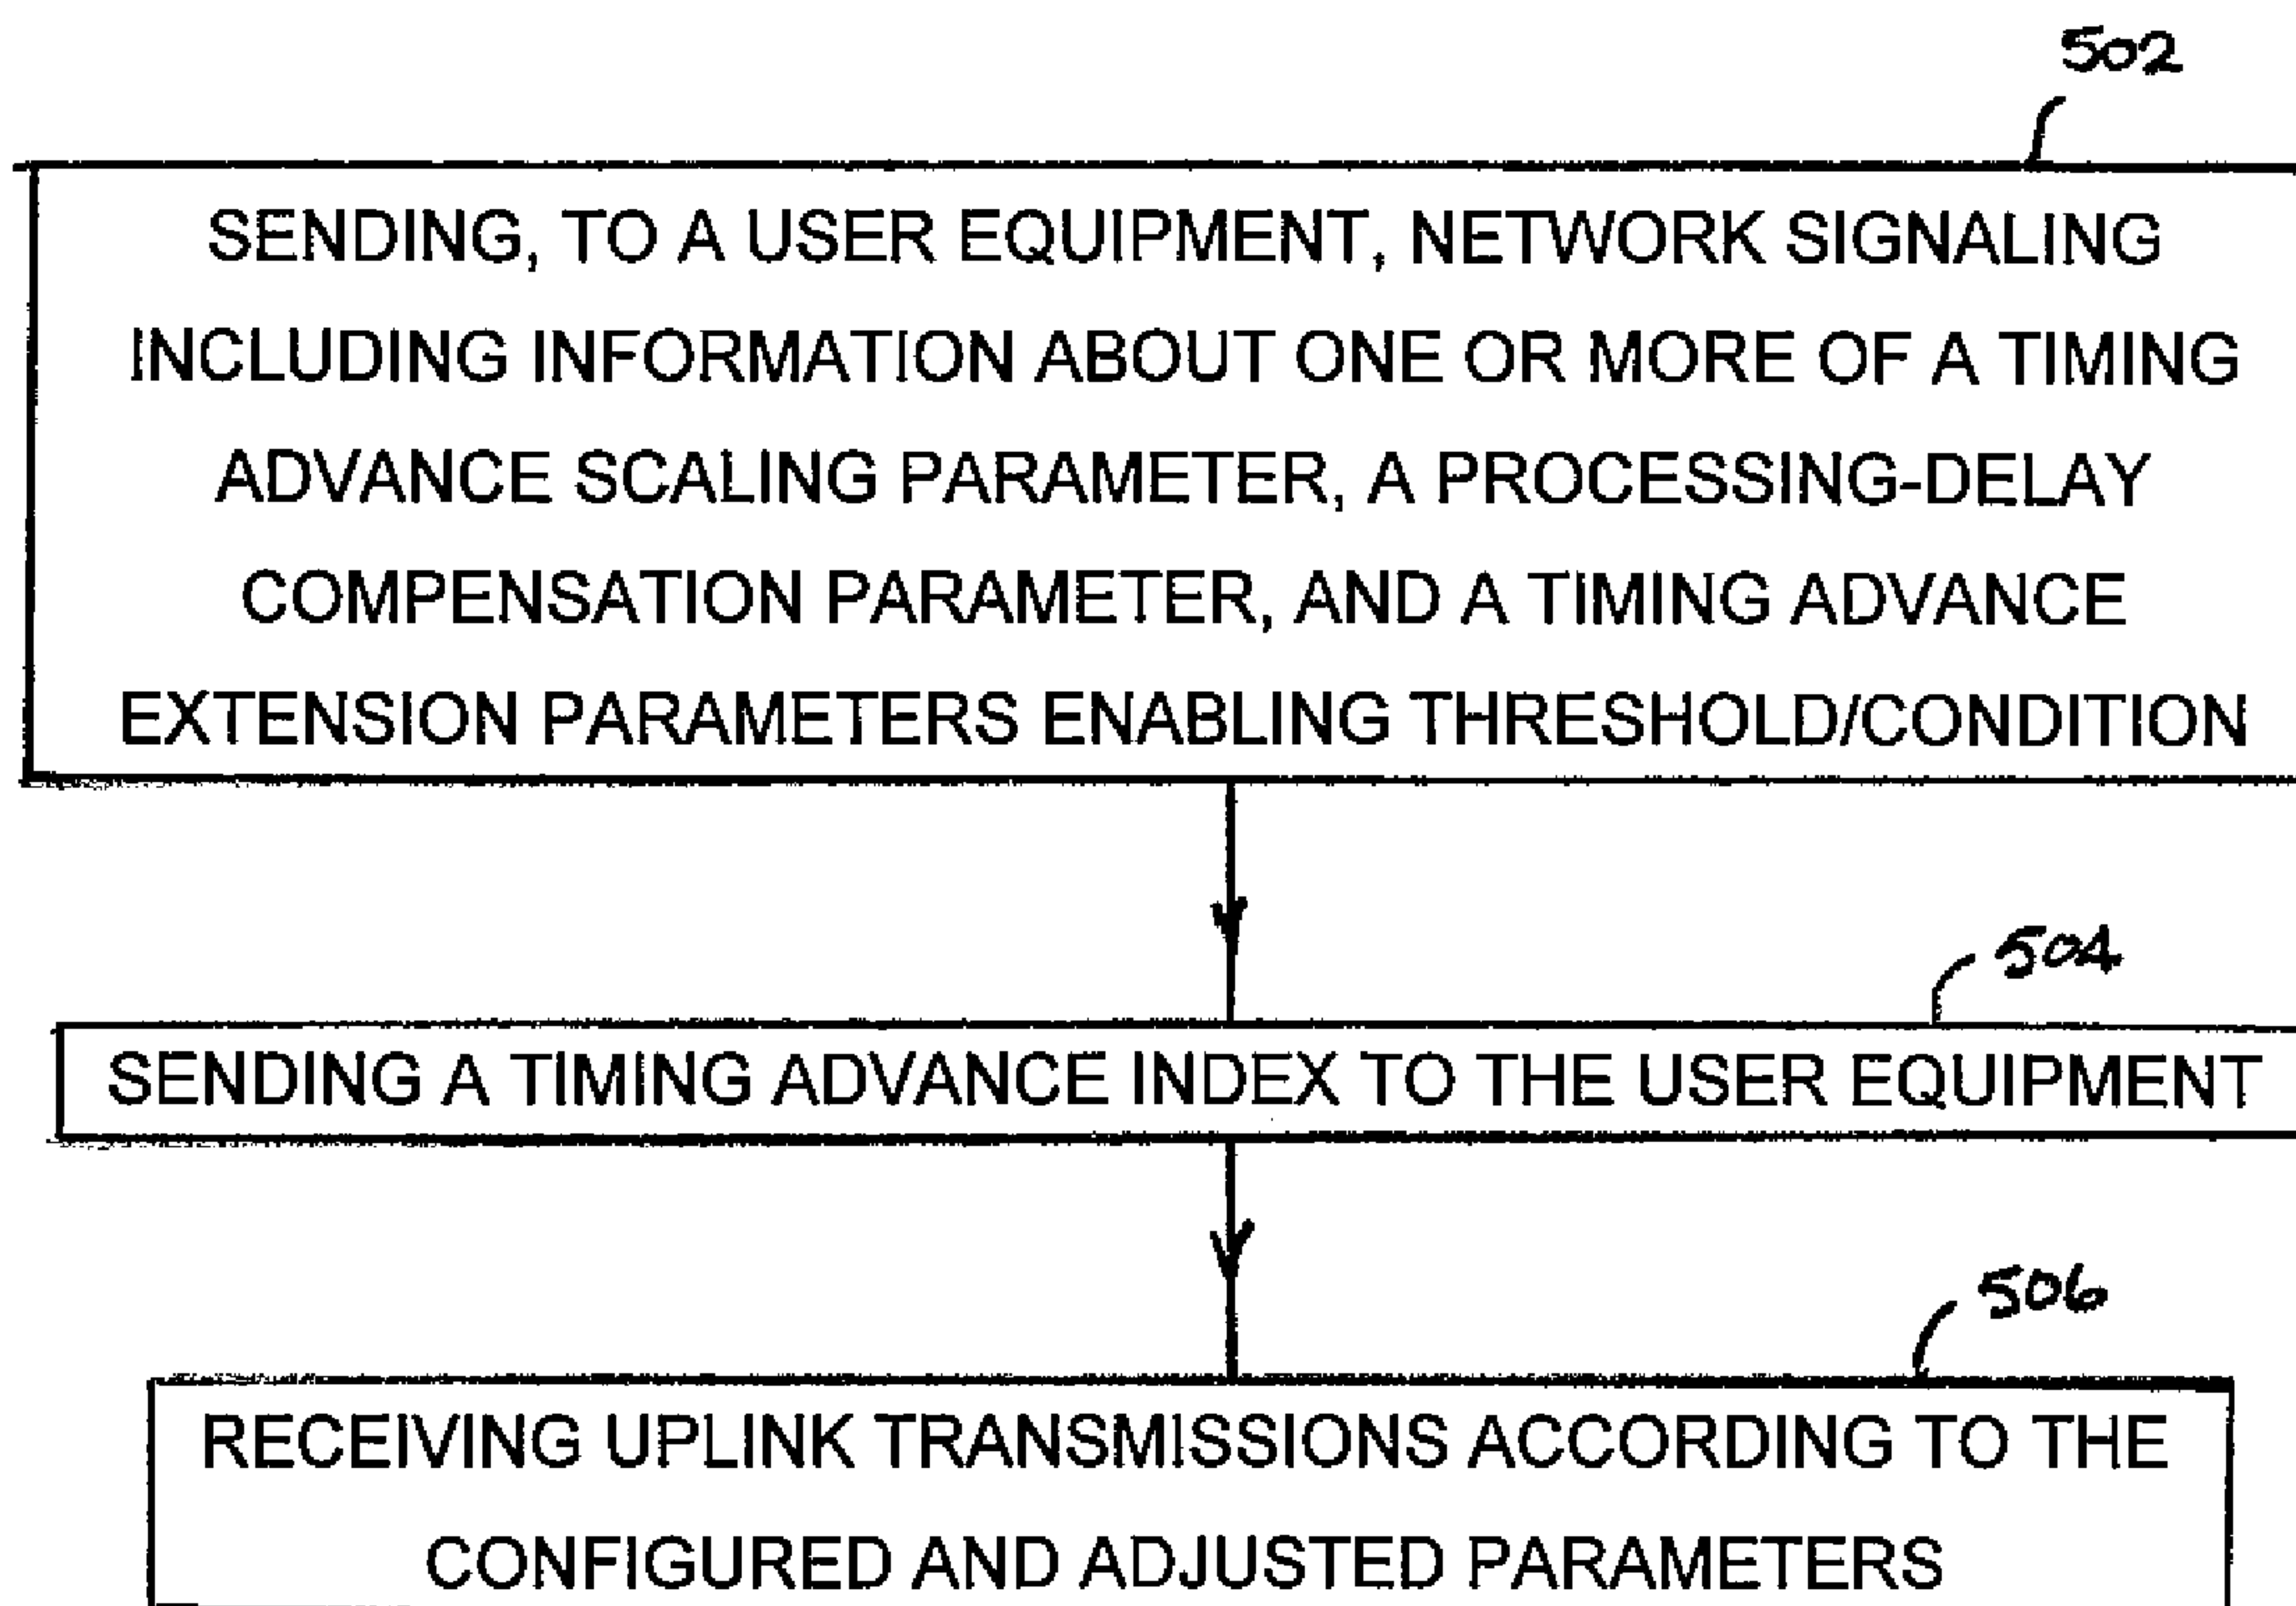 502
SENDING, TO A USER EQUIPMENT, NETWORK SIGNALING
INCLUDING INFORMATION ABOUT ONE OR MORE OF A TIMING
ADVANCE SCALING PARAMETER, A PROCESSING-DELAY
COMPENSATION PARAMETER, AND A TIMING ADVANCE
EXTENSION PARAMETERS ENABLING THRESHOLD/CONDITION
504
SENDING A TIMING ADVANCE INDEX TO THE USER EQUIPMENT
506
RECEIVING UPLINK TRANSMISSIONS ACCORDING TO THE
CONFIGURED AND ADJUSTED PARAMETERS